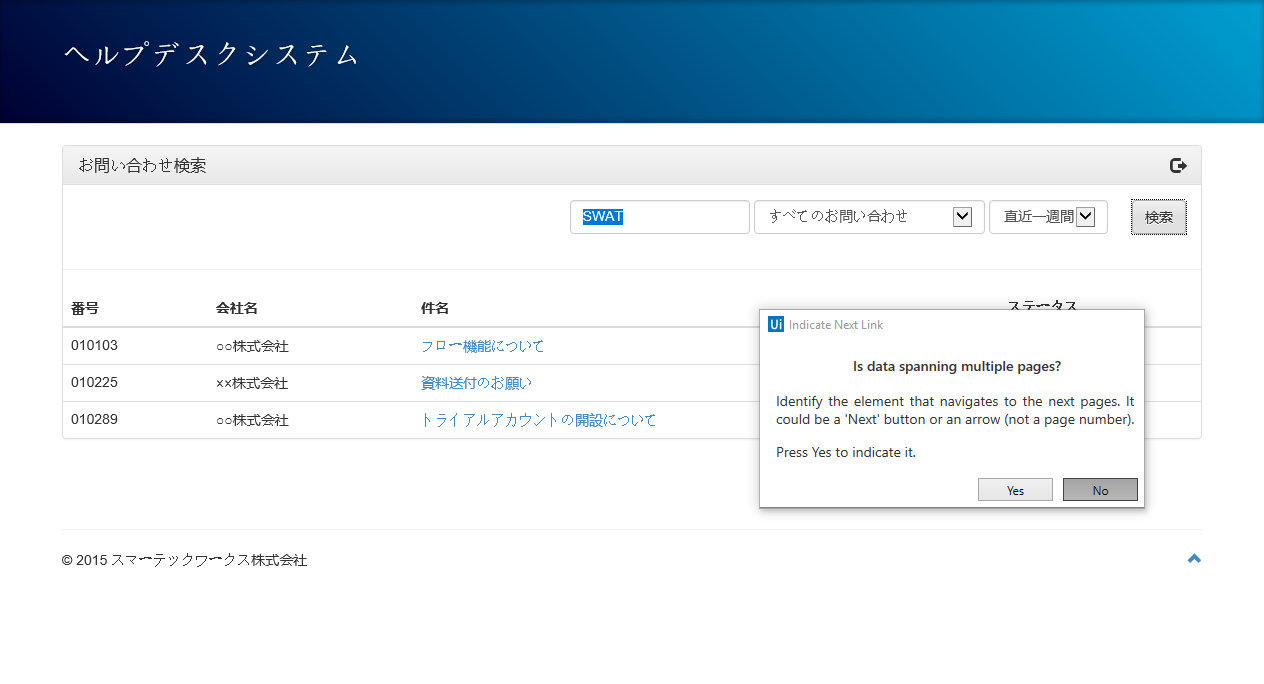 ヘルプデスクシステム
お問い合わせ検索
SWAT すべてのお問い合わせ 直近一週間 検索
番号 会社名 件名 ステータス
010103 ○○株式会社 フロー機能について
010225 ××株式会社 資料送付のお願い
010289 ○○株式会社 トライアルアカウントの開設について
Ui Indicate Next Link
Is data spanning multiple pages?
Identify the element that navigates to the next pages. It
could be a 'Next' button or an arrow (not a page number).
Press Yes to indicate it.
Yes No
© 2015 スマーテックワークス株式会社